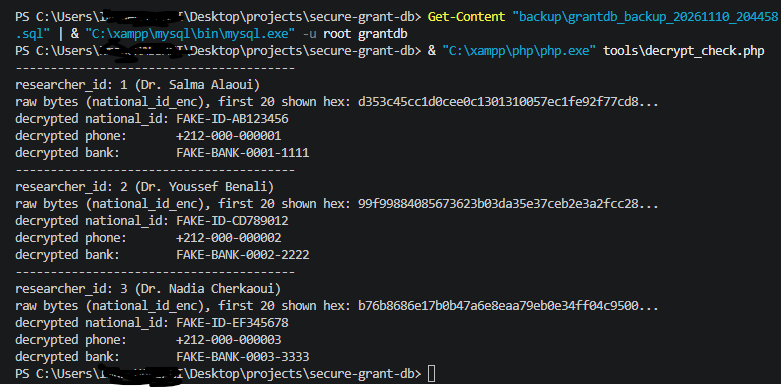 PS C:\Users\I\Desktop\projects\secure-grant-db> Get-Content "backup\grantdb_backup_20261110_204458
.sql" | & "C:\xampp\mysql\bin\mysql.exe" -u root grantdb
PS C:\Users\I\Desktop\projects\secure-grant-db> & "C:\xampp\php\php.exe" tools\decrypt_check.php
----------------------------------------
researcher_id: 1 (Dr. Salma Alaoui)
raw bytes (national_id_enc), first 20 shown hex: d353c45cc1d0cee0c1301310057ec1fe92f77cd8...
decrypted national_id: FAKE-ID-AB123456
decrypted phone:       +212-000-000001
decrypted bank:        FAKE-BANK-0001-1111
----------------------------------------
researcher_id: 2 (Dr. Youssef Benali)
raw bytes (national_id_enc), first 20 shown hex: 99f99884085673623b03da35e37ceb2e3a2fcc28...
decrypted national_id: FAKE-ID-CD789012
decrypted phone:       +212-000-000002
decrypted bank:        FAKE-BANK-0002-2222
----------------------------------------
researcher_id: 3 (Dr. Nadia Cherkaoui)
raw bytes (national_id_enc), first 20 shown hex: b76b8686e17b0b47a6e8eaa79eb0e34ff04c9500...
decrypted national_id: FAKE-ID-EF345678
decrypted phone:       +212-000-000003
decrypted bank:        FAKE-BANK-0003-3333
PS C:\Users\I\Desktop\projects\secure-grant-db>